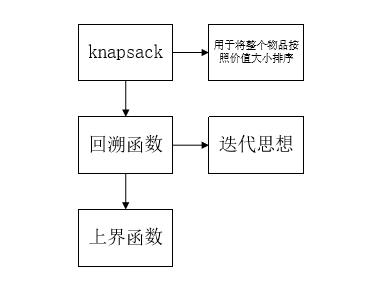 knapsack
用于将整个物品按
照价值大小排序
回溯函数
迭代思想
上界函数